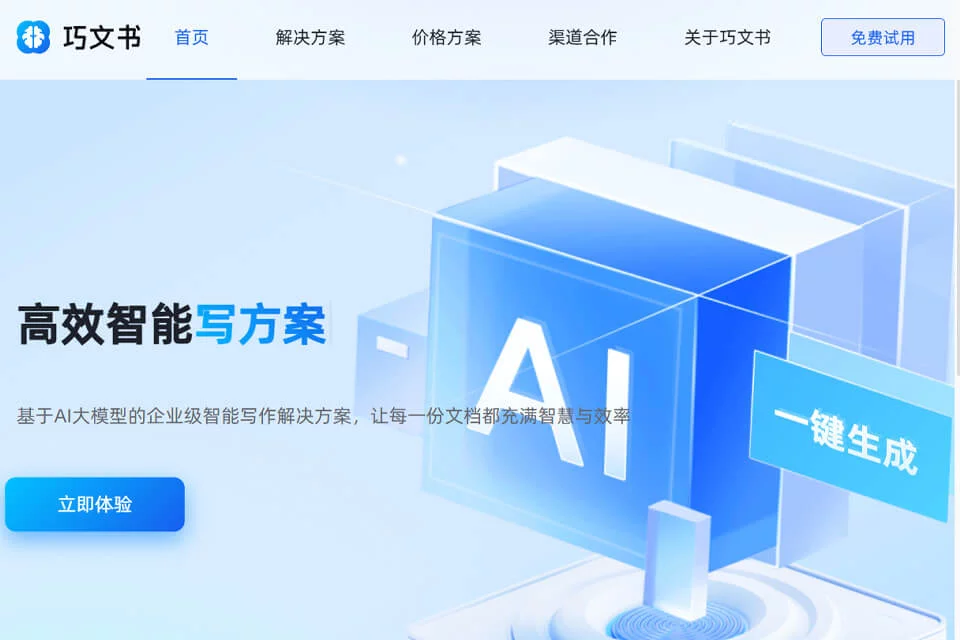 巧文书
首页
解决方案
价格方案
渠道合作
关于巧文书
免费试用
高效智能写方案
基于AI大模型的企业级智能写作解决方案，让每一份文档都充满智慧与效率
立即体验
AI
一键生成